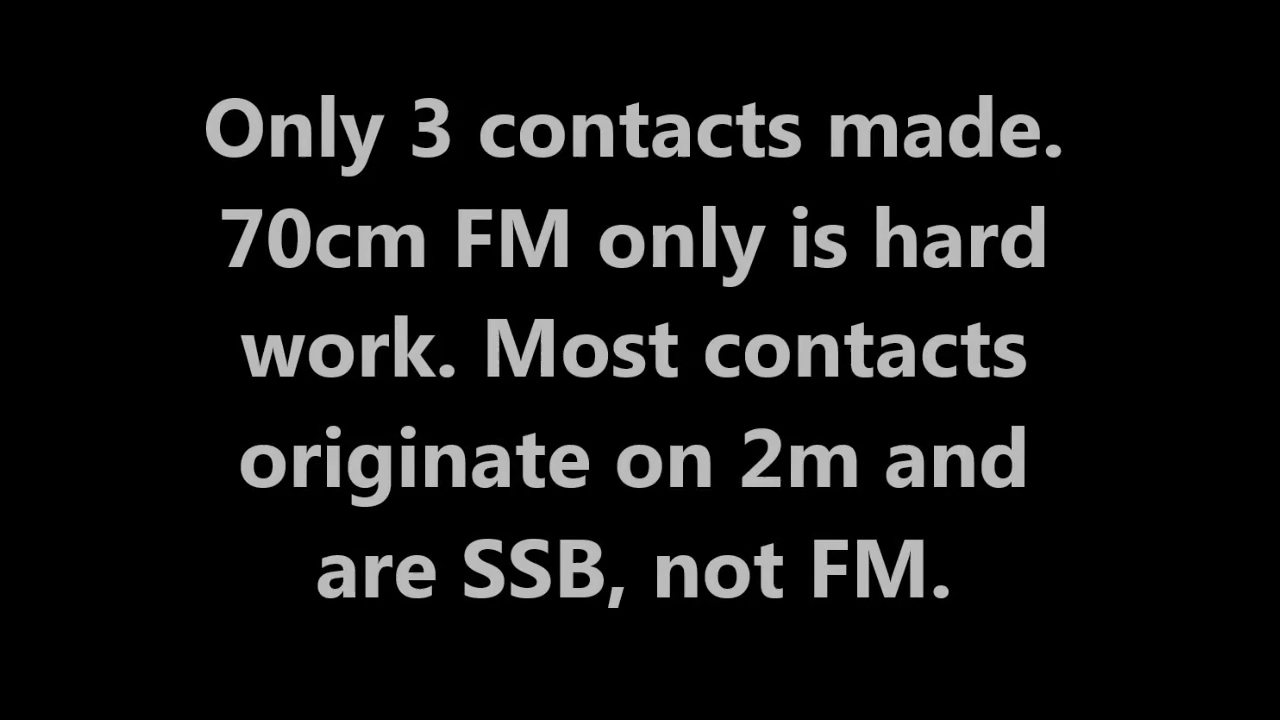 Only 3 contacts made.
70cm FM only is hard
work. Most contacts
originate on 2m and
are SSB, not FM.